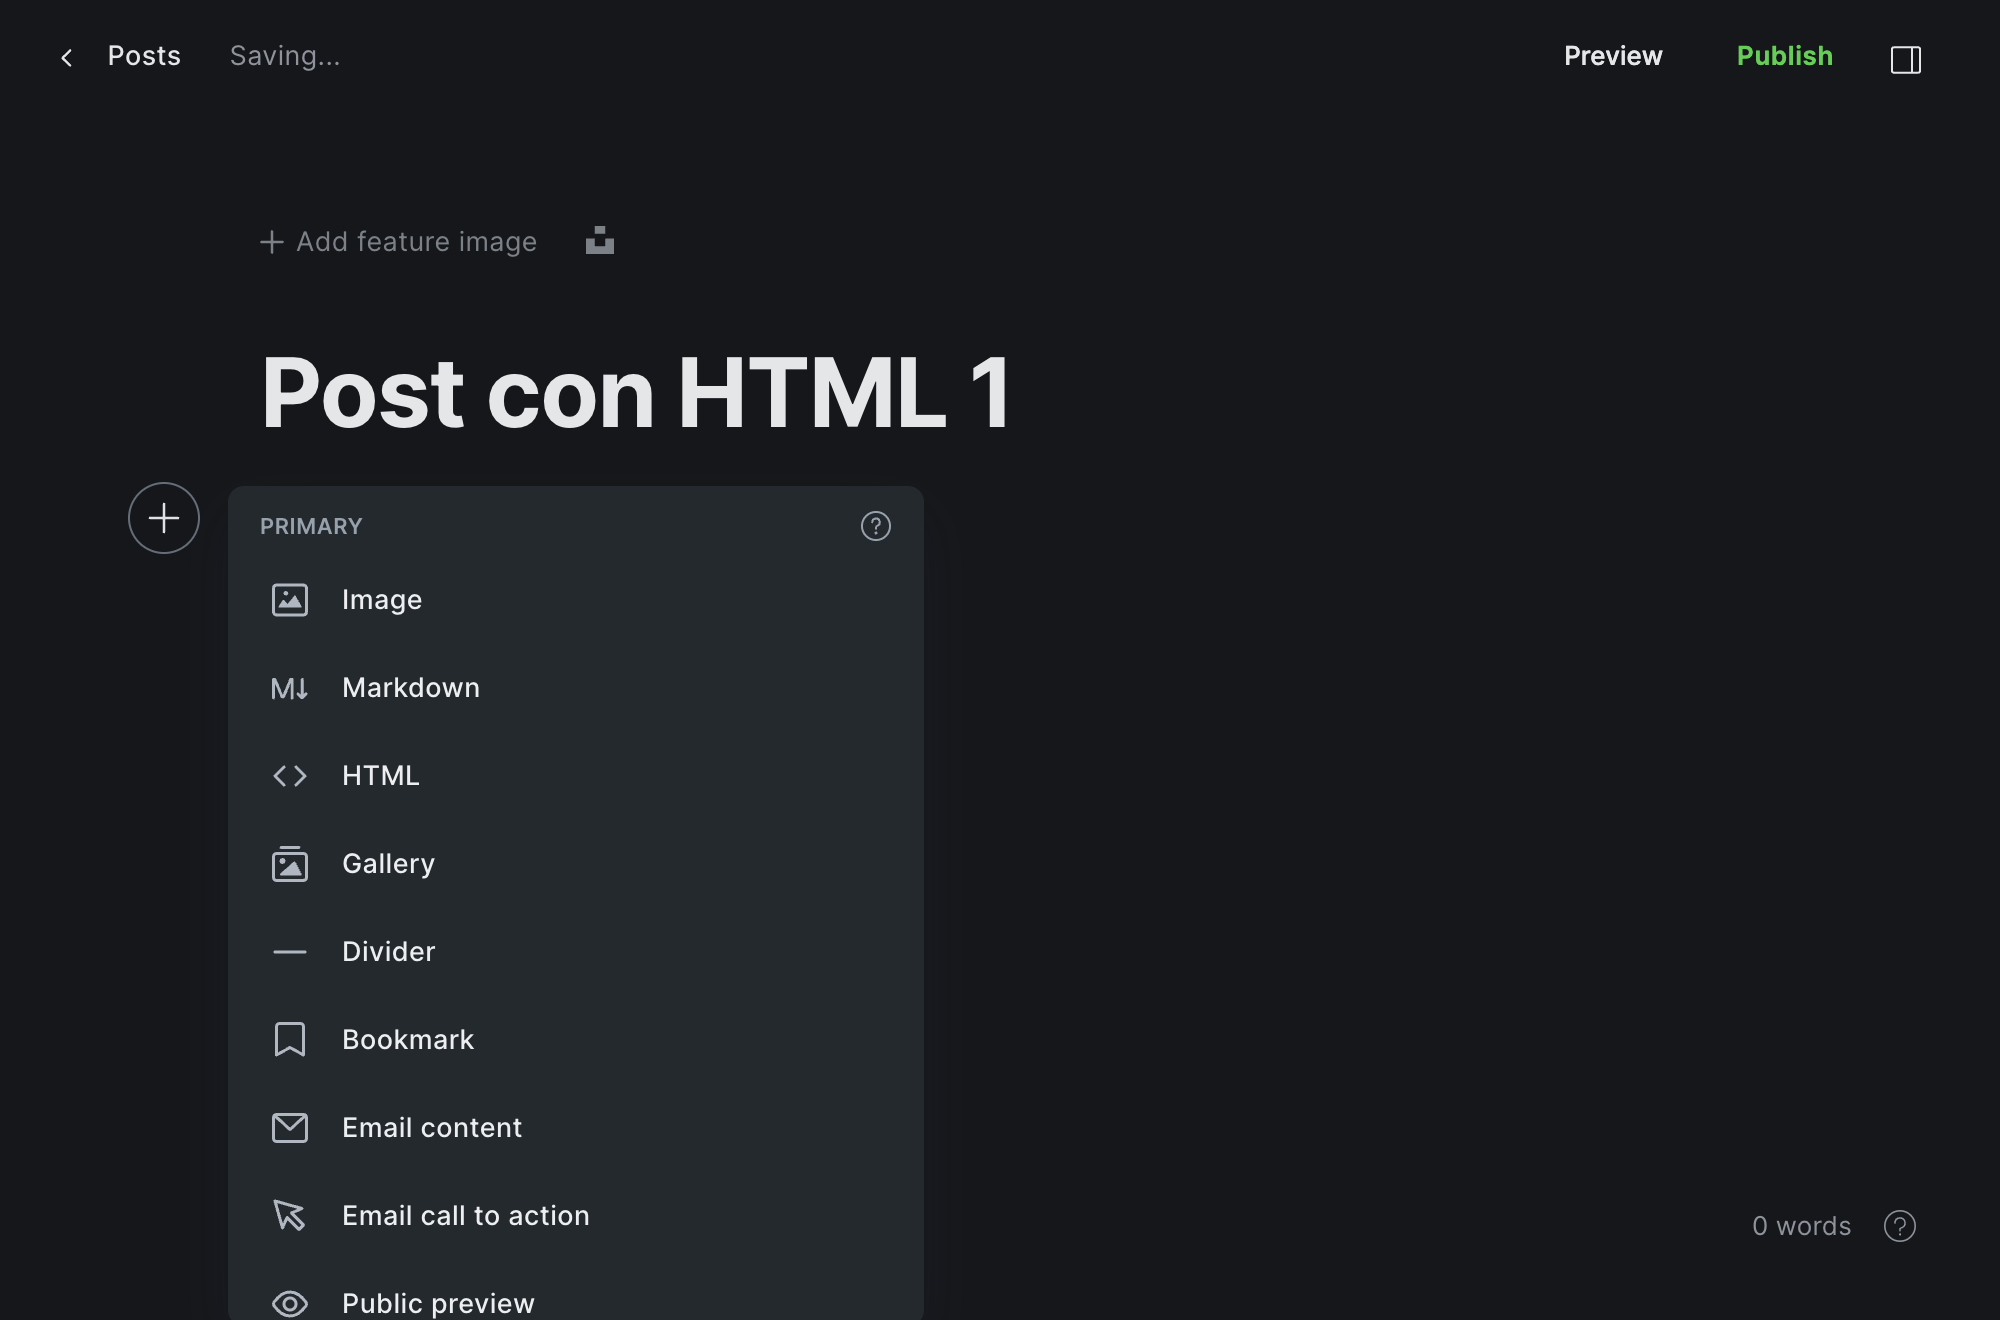 Posts Saving... Preview Publish
Add feature image
Post con HTML 1
PRIMARY
Image
Markdown
HTML
Gallery
Divider
Bookmark
Email content
Email call to action
Public preview
0 words